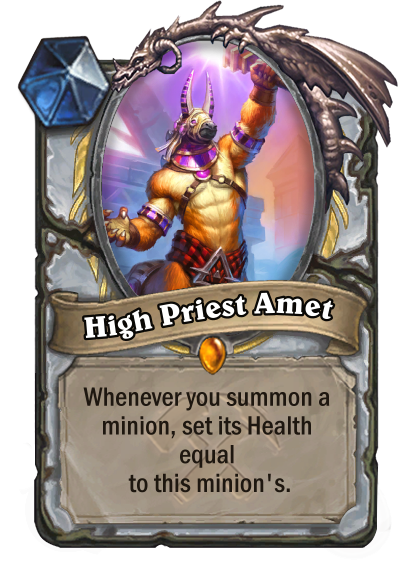 High Priest Amet
Whenever you summon a
minion, set its Health
equal
to this minion's.